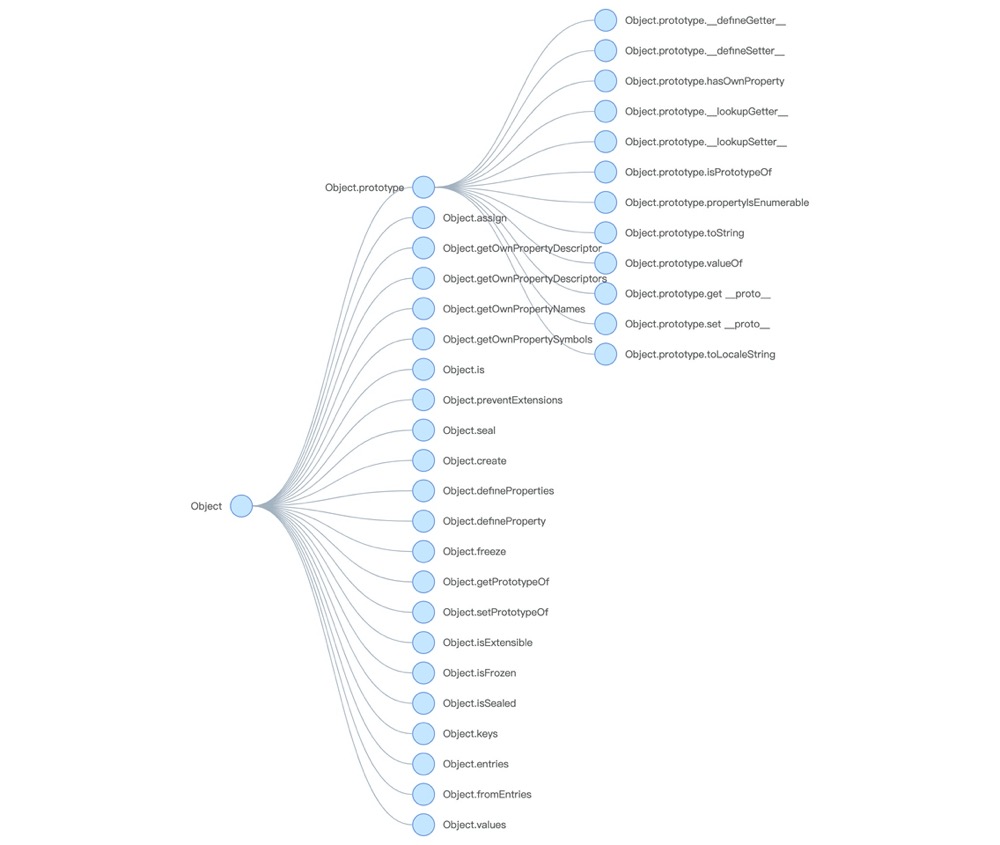 Object
Object.prototype
Object.prototype.__defineGetter__
Object.prototype.__defineSetter__
Object.prototype.hasOwnProperty
Object.prototype.__lookupGetter__
Object.prototype.__lookupSetter__
Object.prototype.isPrototypeOf
Object.prototype.propertyIsEnumerable
Object.prototype.toString
Object.prototype.valueOf
Object.prototype.get __proto__
Object.prototype.set __proto__
Object.prototype.toLocaleString
Object.assign
Object.getOwnPropertyDescriptor
Object.getOwnPropertyDescriptors
Object.getOwnPropertyNames
Object.getOwnPropertySymbols
Object.is
Object.preventExtensions
Object.seal
Object.create
Object.defineProperties
Object.defineProperty
Object.freeze
Object.getPrototypeOf
Object.setPrototypeOf
Object.isExtensible
Object.isFrozen
Object.isSealed
Object.keys
Object.entries
Object.fromEntries
Object.values